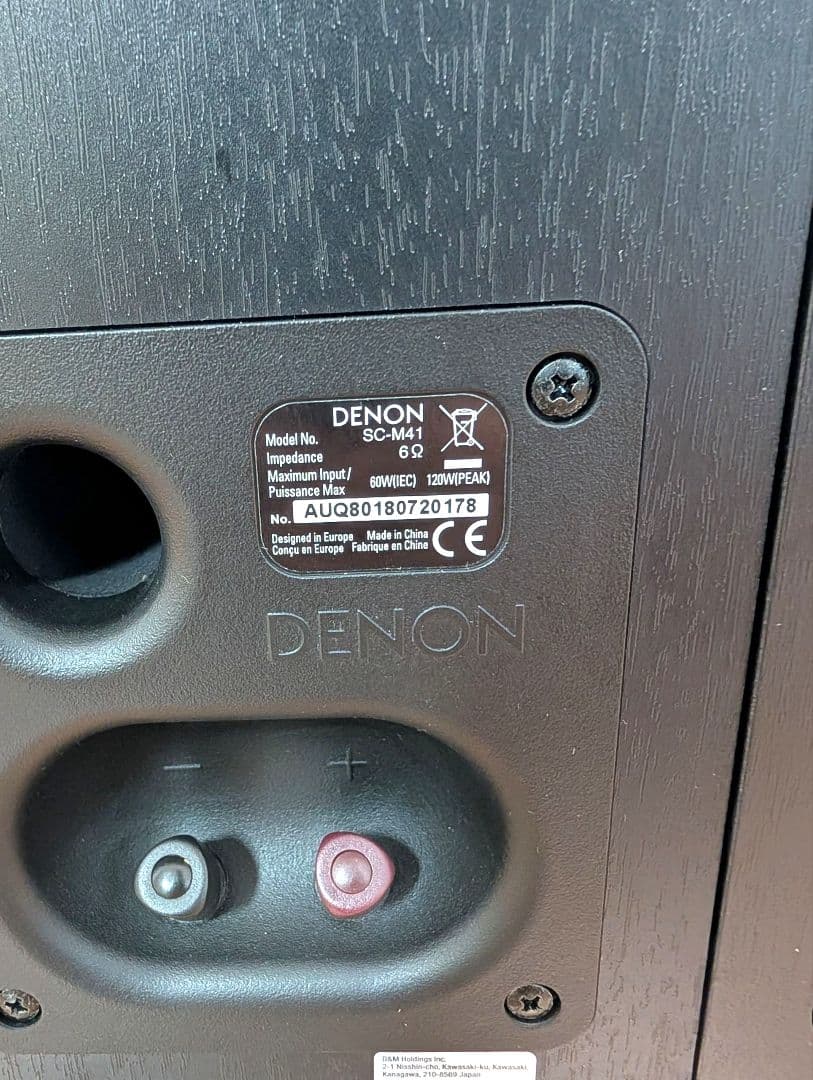 DENON
Model No. SC-M41
Impedance 6Ω
Maximum Input/
Puissance Max 60W(IEC) 120W(PEAK)
No. AUQ80180720178
Designed in Europe Made in China
Conçu en Europe Fabrique en Chine
CE
DENON
− +
D&M Holdings Inc.
2-1 Nisshin-cho, Kawasaki-ku, Kawasaki,
Kanagawa, 210-8569 Japan